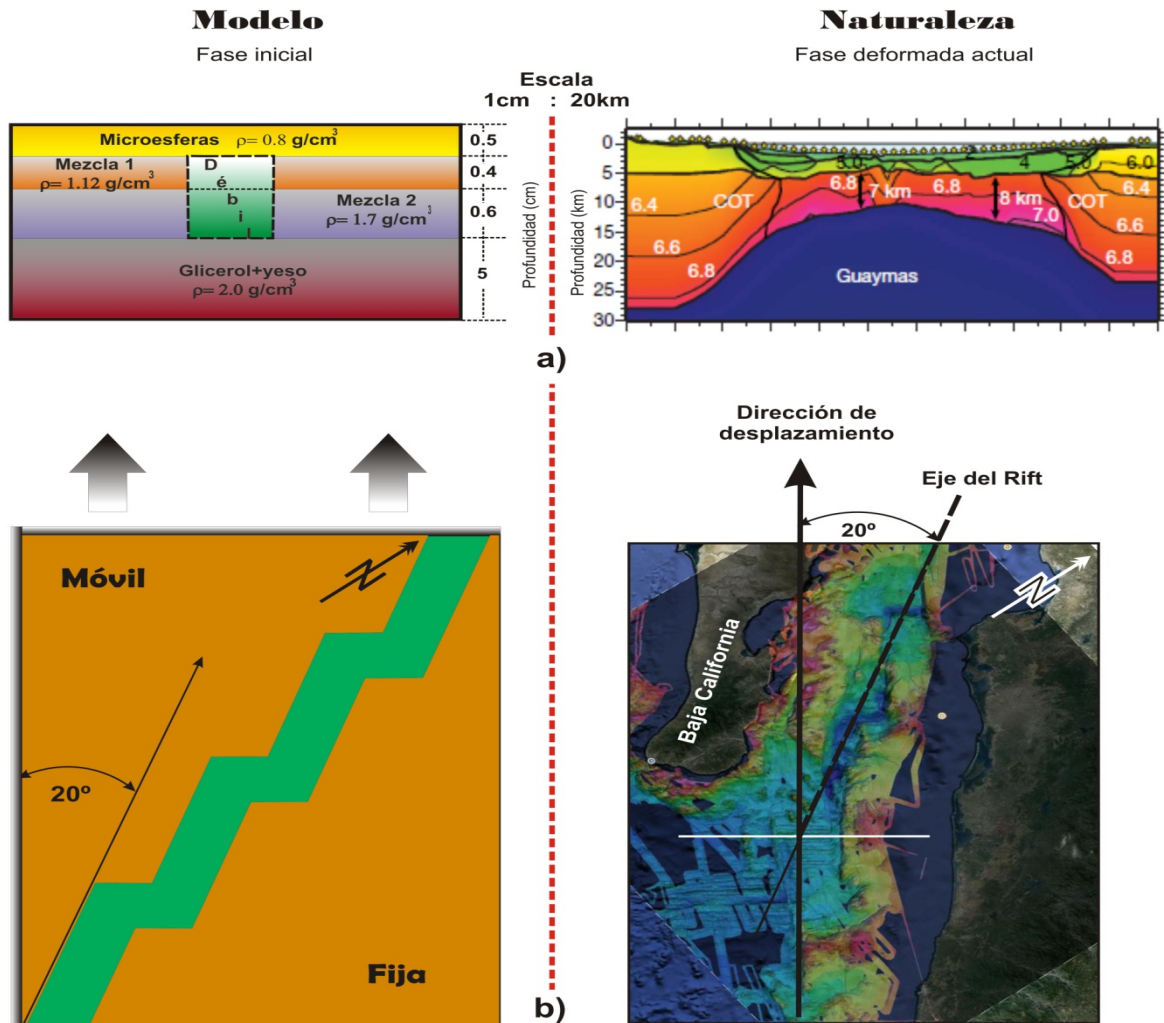 Modelo
Fase inicial
Naturaleza
Fase deformada actual
Escala
1cm : 20km
Microesferas ρ= 0.8 g/cm³
Mezcla 1
ρ= 1.12 g/cm³
D
é
b
i
l
Mezcla 2
ρ= 1.7 g/cm³
Glicerol+yeso
ρ= 2.0 g/cm³
0.5
0.4
0.6
5
Profundidad (cm)
Profundidad (km)
0
5
10
15
20
25
30
2
5.0
4
5.0
6.0
6.4
6.8
7 km
6.8
6.4
COT
8 km
COT
7.0
6.6
6.6
6.8
6.8
Guaymas
a)
Móvil
N
20º
Fija
Dirección de
desplazamiento
Eje del Rift
20º
N
Baja California
b)